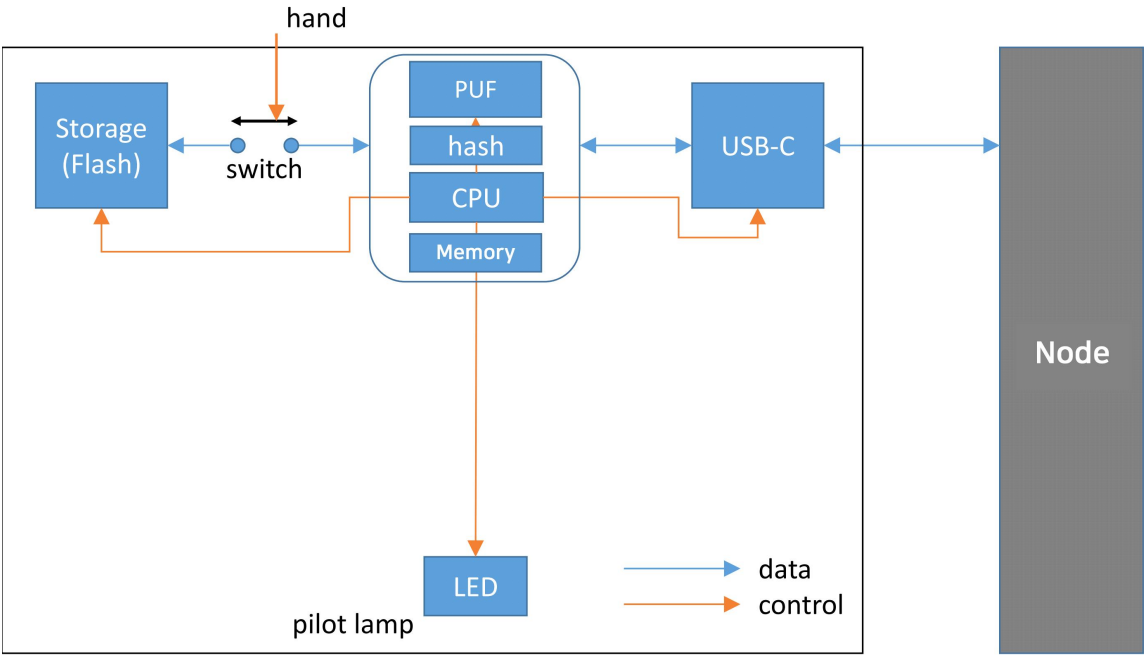 hand
Storage
(Flash)
switch
PUF
hash
CPU
Memory
USB-C
Node
LED
pilot lamp
data
control